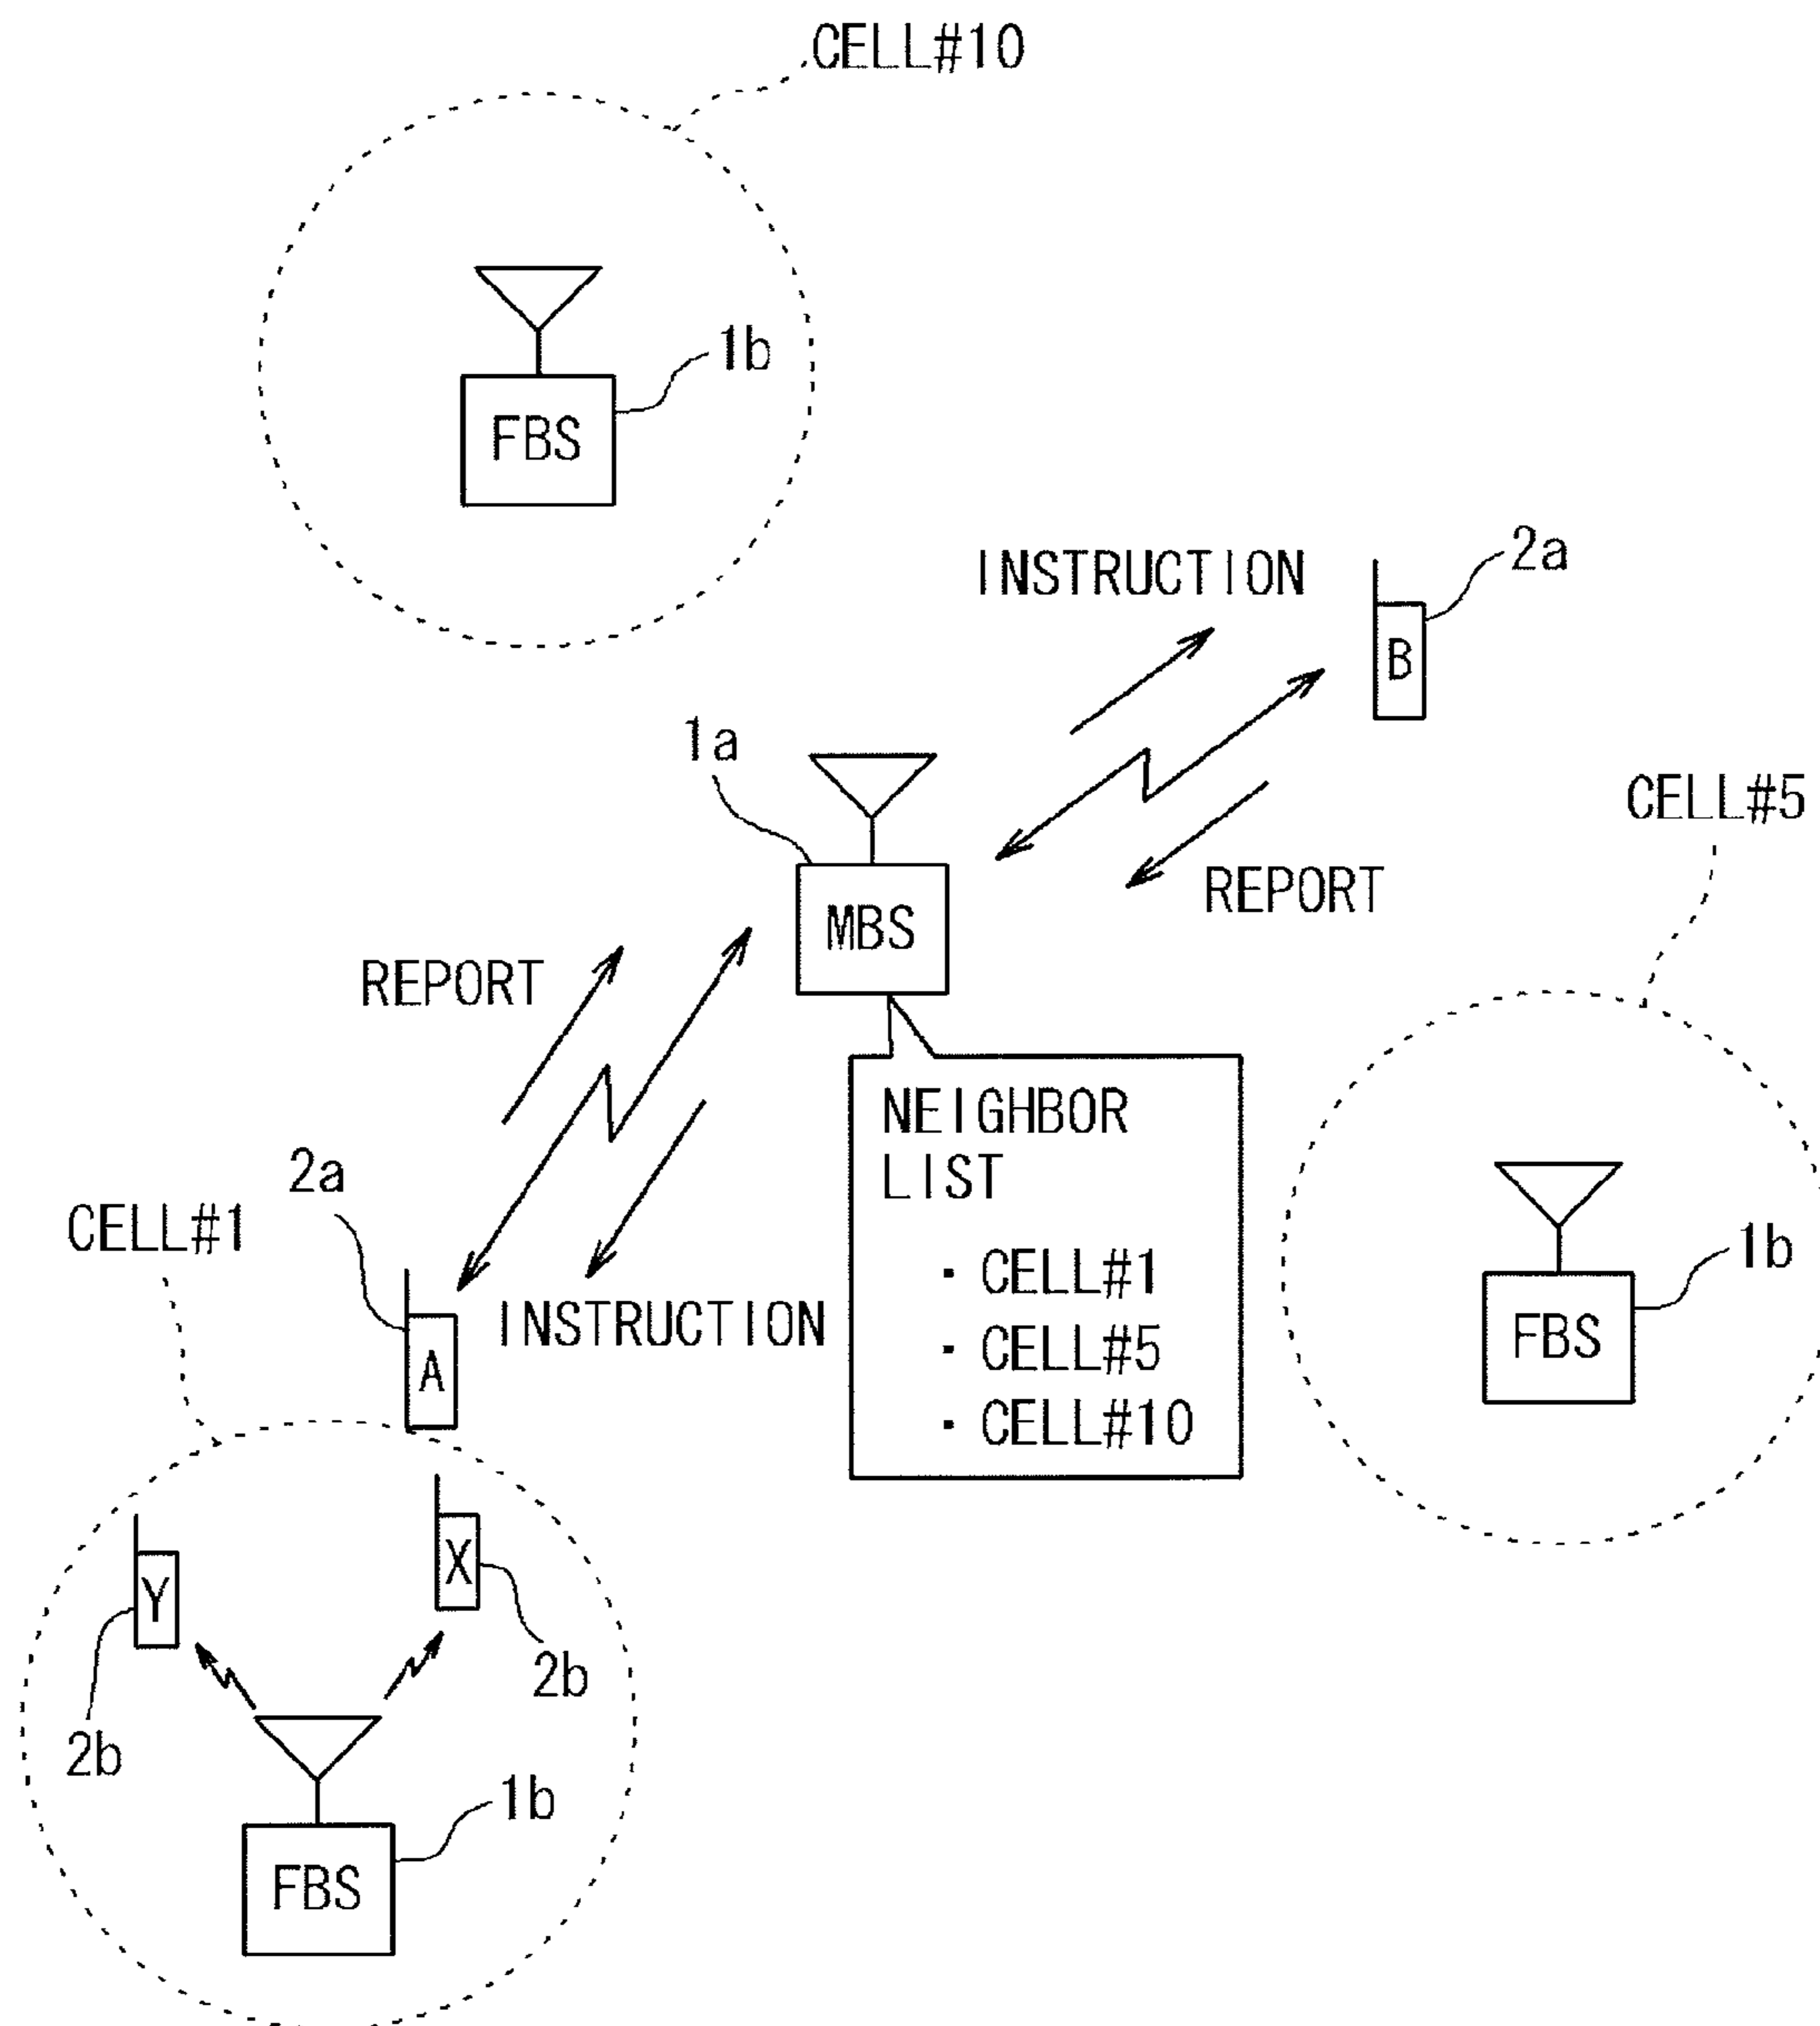 CELL#10
1b
FBS
INSTRUCTION
2a
B
1a
CELL#5
MBS
REPORT
REPORT
NEIGHBOR
LIST
2a
CELL#1
1b
・CELL#1
FBS
INSTRUCTION
・CELL#5
A
・CELL#10
X
Y
2b
2b
1b
FBS